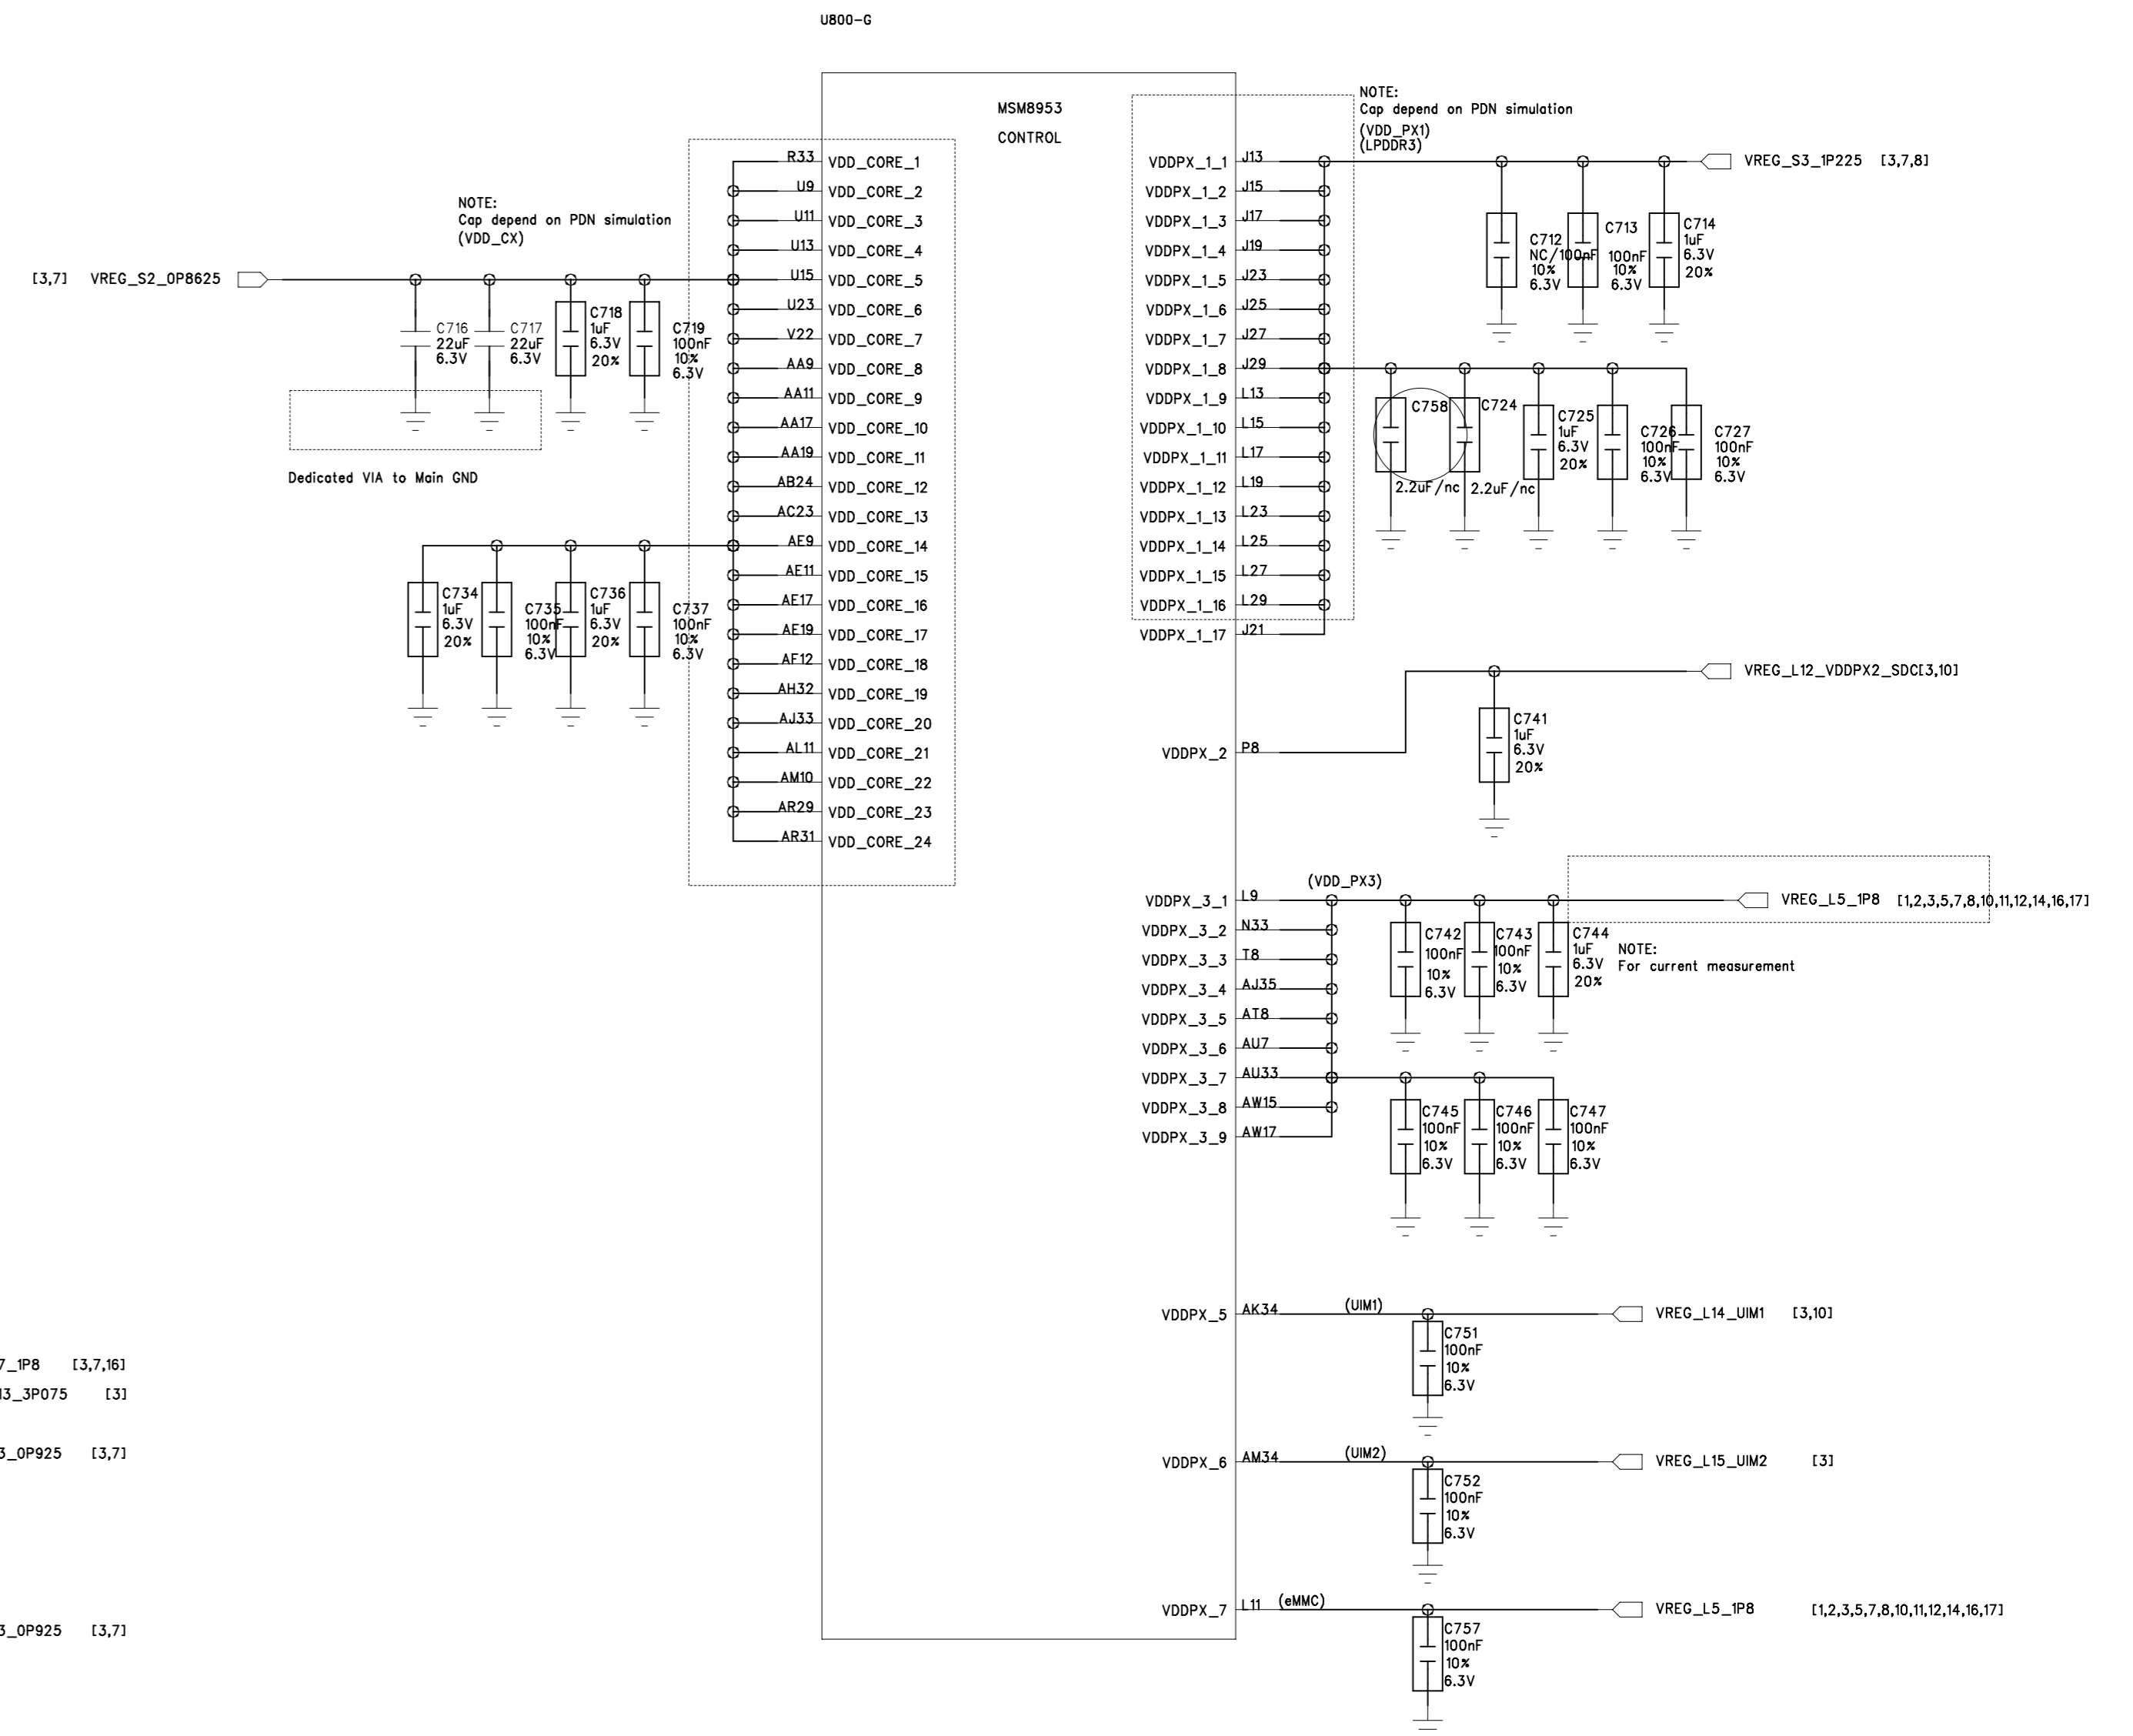 U800-G
MSM8953
CONTROL
NOTE:
Cap depend on PDN simulation
(VDD_CX)
[3,7] VREG_S2_0P8625
C716
22uF
6.3V
C717
22uF
6.3V
C718
1uF
6.3V
20%
C719
100nF
10%
6.3V
Dedicated VIA to Main GND
C734
1uF
6.3V
20%
C735
100nF
10%
6.3V
C736
1uF
6.3V
20%
C737
100nF
10%
6.3V
R33 VDD_CORE_1
U9 VDD_CORE_2
U11 VDD_CORE_3
U13 VDD_CORE_4
U15 VDD_CORE_5
U23 VDD_CORE_6
V22 VDD_CORE_7
AA9 VDD_CORE_8
AA11 VDD_CORE_9
AA17 VDD_CORE_10
AA19 VDD_CORE_11
AB24 VDD_CORE_12
AC23 VDD_CORE_13
AE9 VDD_CORE_14
AE11 VDD_CORE_15
AE17 VDD_CORE_16
AE19 VDD_CORE_17
AF12 VDD_CORE_18
AH32 VDD_CORE_19
AJ33 VDD_CORE_20
AL11 VDD_CORE_21
AM10 VDD_CORE_22
AR29 VDD_CORE_23
AR31 VDD_CORE_24
NOTE:
Cap depend on PDN simulation
(VDD_PX1)
(LPDDR3)
VDDPX_1_1 J13
VDDPX_1_2 J15
VDDPX_1_3 J17
VDDPX_1_4 J19
VDDPX_1_5 J23
VDDPX_1_6 J25
VDDPX_1_7 J27
VDDPX_1_8 J29
VDDPX_1_9 L13
VDDPX_1_10 L15
VDDPX_1_11 L17
VDDPX_1_12 L19
VDDPX_1_13 L23
VDDPX_1_14 L25
VDDPX_1_15 L27
VDDPX_1_16 L29
VDDPX_1_17 J21
VREG_S3_1P225 [3,7,8]
C712
NC/100nF
10%
6.3V
C713
100nF
10%
6.3V
C714
1uF
6.3V
20%
C758
2.2uF/nc
C724
2.2uF/nc
C725
1uF
6.3V
20%
C726
100nF
10%
6.3V
C727
100nF
10%
6.3V
VREG_L12_VDDPX2_SDC[3,10]
C741
1uF
6.3V
20%
VDDPX_2 P8
(VDD_PX3)
VDDPX_3_1 L9
VDDPX_3_2 N33
VDDPX_3_3 T8
VDDPX_3_4 AJ35
VDDPX_3_5 AT8
VDDPX_3_6 AU7
VDDPX_3_7 AU33
VDDPX_3_8 AW15
VDDPX_3_9 AW17
VREG_L5_1P8 [1,2,3,5,7,8,10,11,12,14,16,17]
C742
100nF
10%
6.3V
C743
100nF
10%
6.3V
C744
1uF
6.3V
20%
NOTE:
For current measurement
C745
100nF
10%
6.3V
C746
100nF
10%
6.3V
C747
100nF
10%
6.3V
VDDPX_5 AK34 (UIM1) VREG_L14_UIM1 [3,10]
C751
100nF
10%
6.3V
VDDPX_6 AM34 (UIM2) VREG_L15_UIM2 [3]
C752
100nF
10%
6.3V
VDDPX_7 L11 (eMMC) VREG_L5_1P8 [1,2,3,5,7,8,10,11,12,14,16,17]
C757
100nF
10%
6.3V
7_1P8 [3,7,16]
13_3P075 [3]
3_0P925 [3,7]
3_0P925 [3,7]